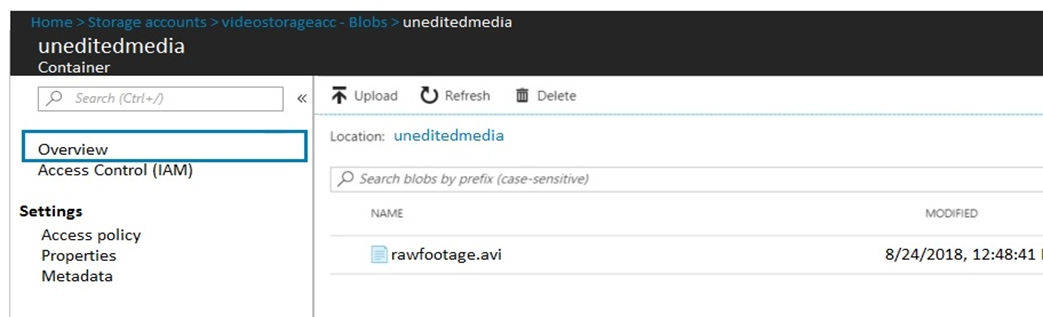 Home > Storage accounts > videostorageacc - Blobs > uneditedmedia
uneditedmedia
Container
Search (Ctrl+/)
«
Overview
Access Control (IAM)
Settings
Access policy
Properties
Metadata
Upload Refresh Delete
Location: uneditedmedia
Search blobs by prefix (case-sensitive)
NAME MODIFIED
rawfootage.avi 8/24/2018, 12:48:41